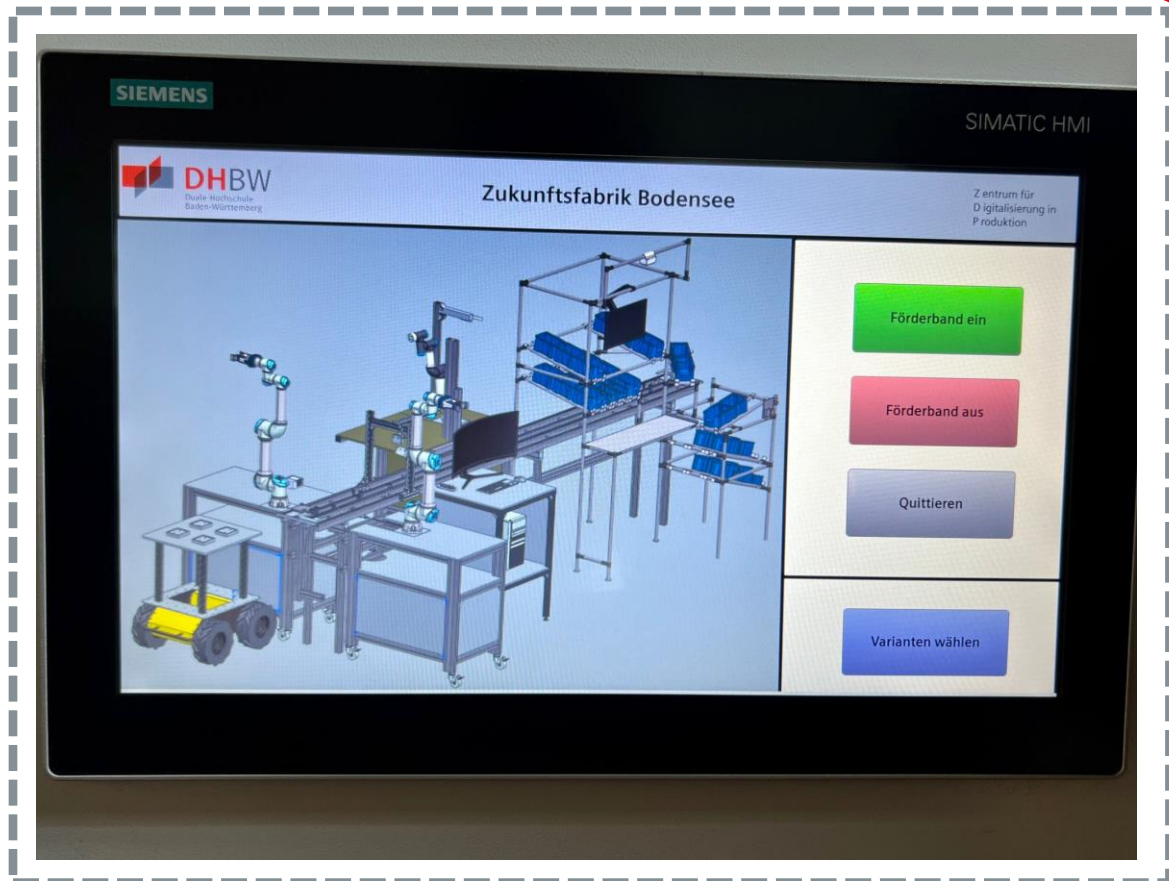 SIEMENS
SIMATIC HMI
DHBW
Duale Hochschule
Baden-Württemberg
Zukunftsfabrik Bodensee
Z entrum für
D igitalisierung in
P roduktion
Förderband ein
Förderband aus
Quittieren
Varianten wählen